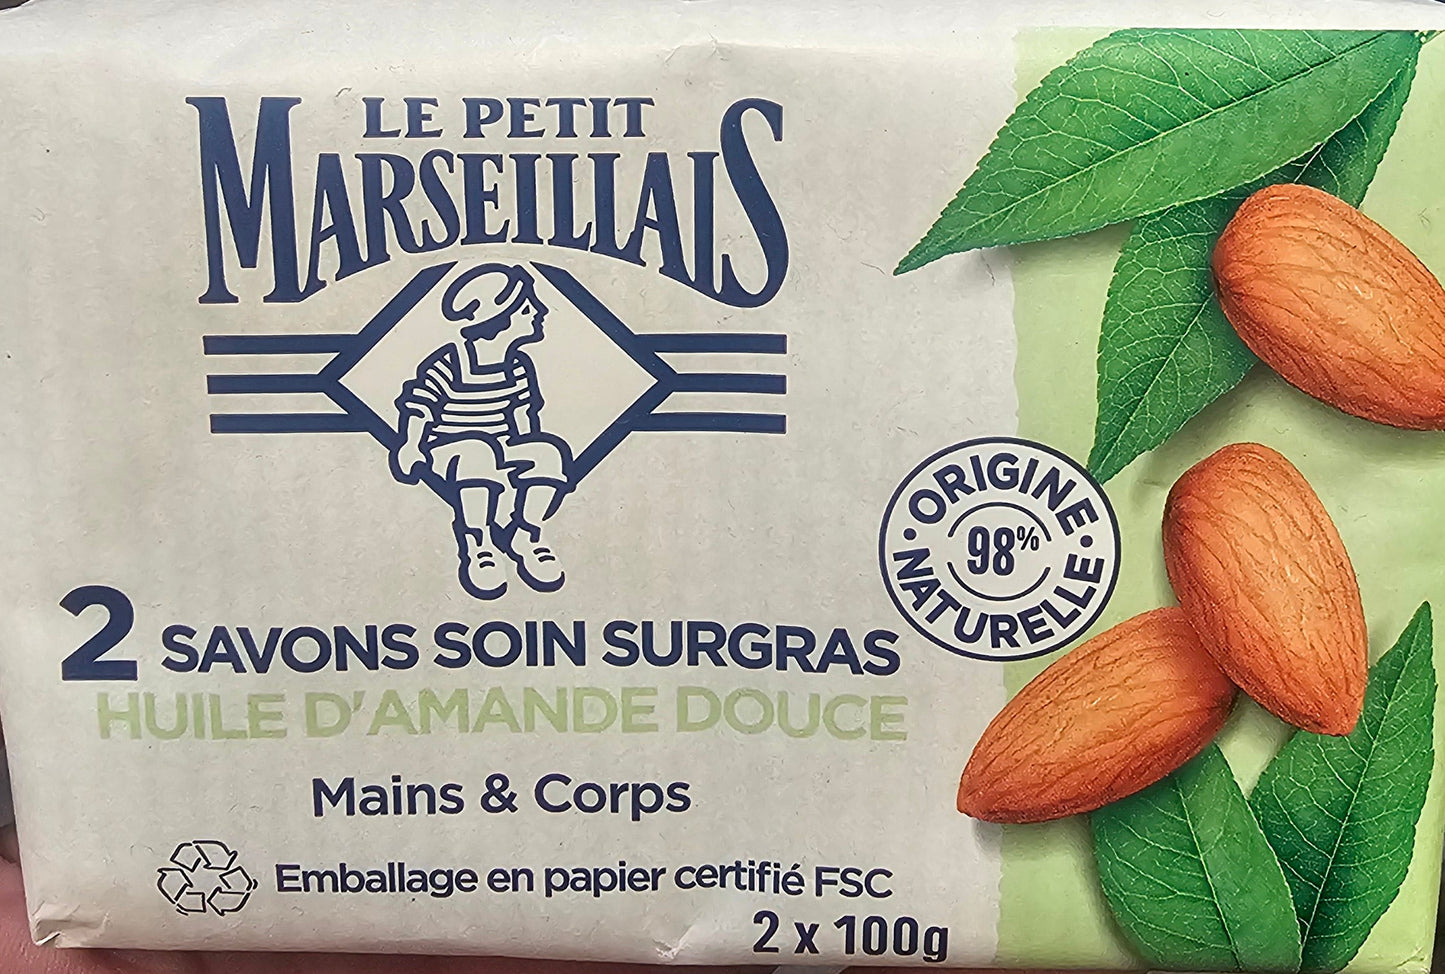 LE PETIT
MARSEILLAIS
ORIGINE
98%
NATURELLE
2 SAVONS SOIN SURGRAS
HUILE D'AMANDE DOUCE
Mains & Corps
Emballage en papier certifié FSC
2 x 100g